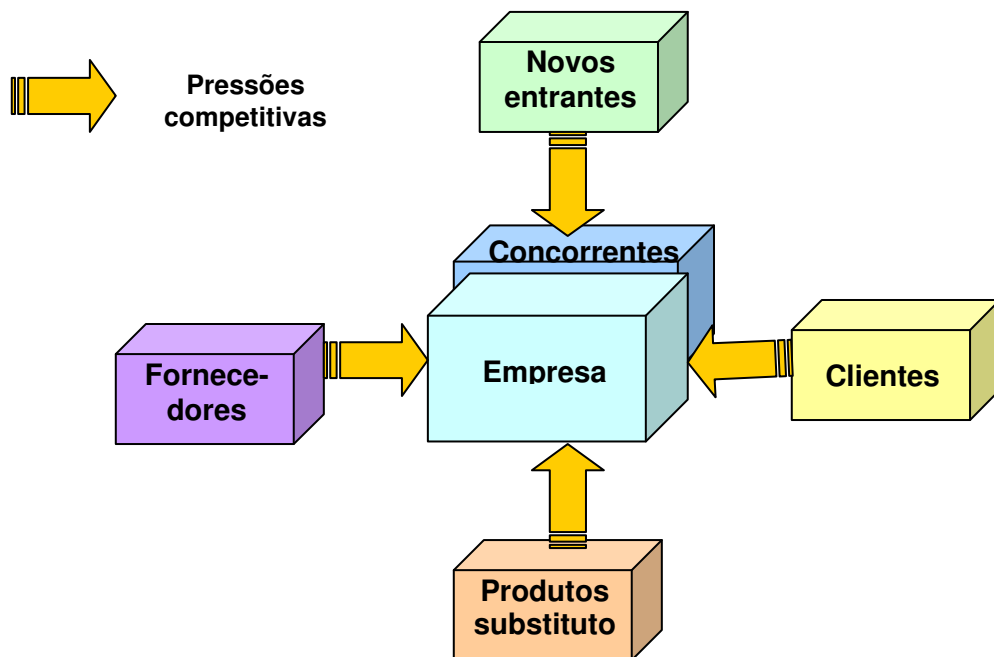 Novos
entrantes
Pressões
competitivas
Concorrentes
Empresa
Fornece-
dores
Clientes
Produtos
substituto